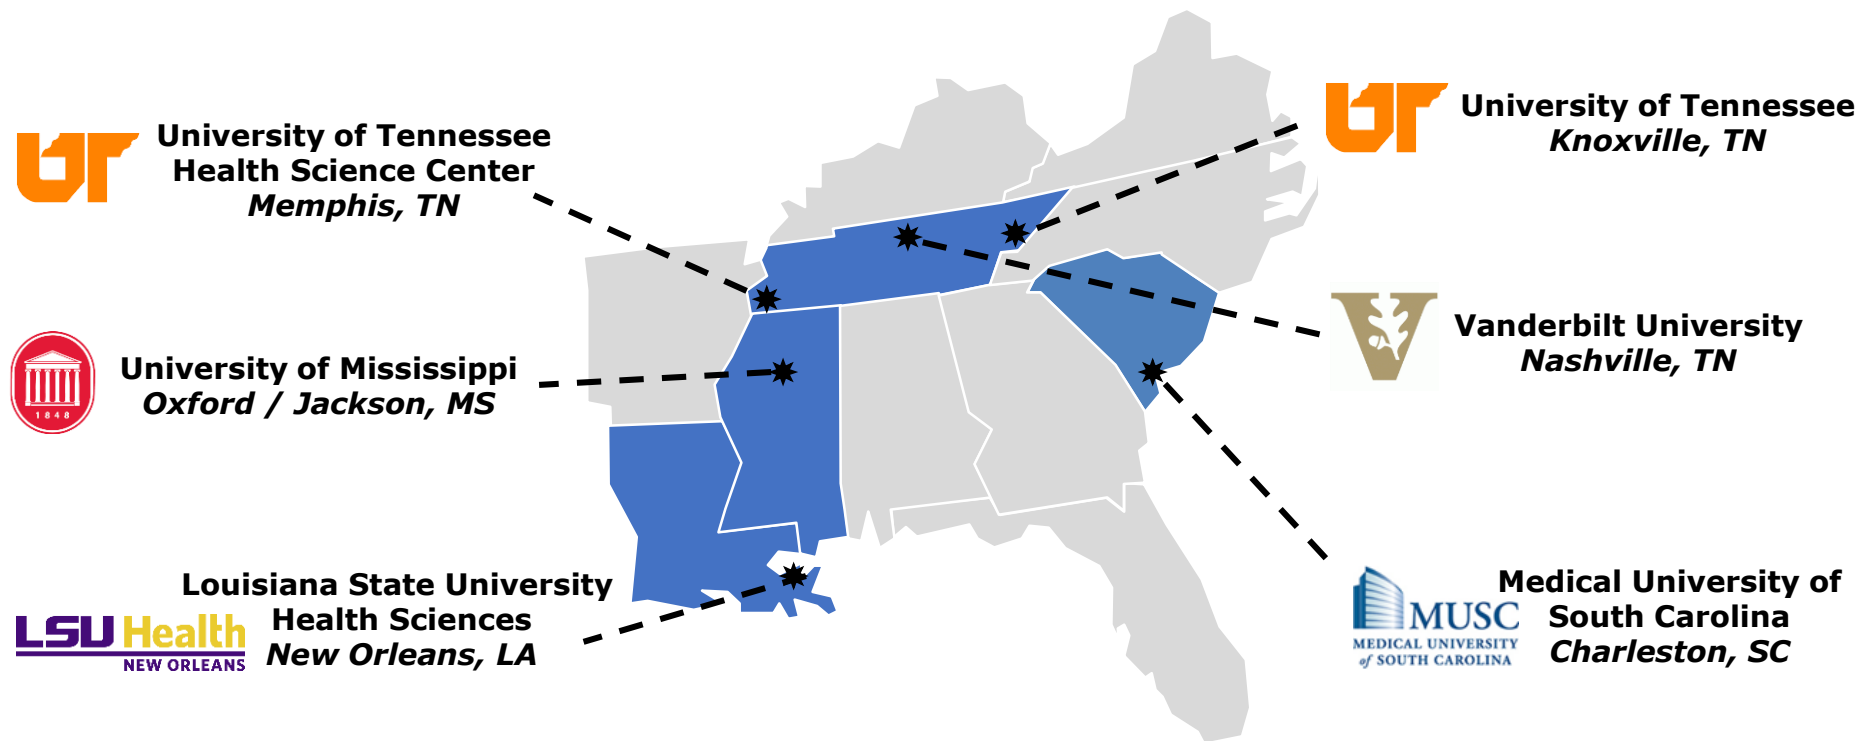 UT
University of Tennessee
Health Science Center
Memphis, TN
1848
University of Mississippi
Oxford / Jackson, MS
LSU Health
NEW ORLEANS
Louisiana State University
Health Sciences
New Orleans, LA
UT
University of Tennessee
Knoxville, TN
V
Vanderbilt University
Nashville, TN
MUSC
MEDICAL UNIVERSITY
of SOUTH CAROLINA
Medical University of
South Carolina
Charleston, SC